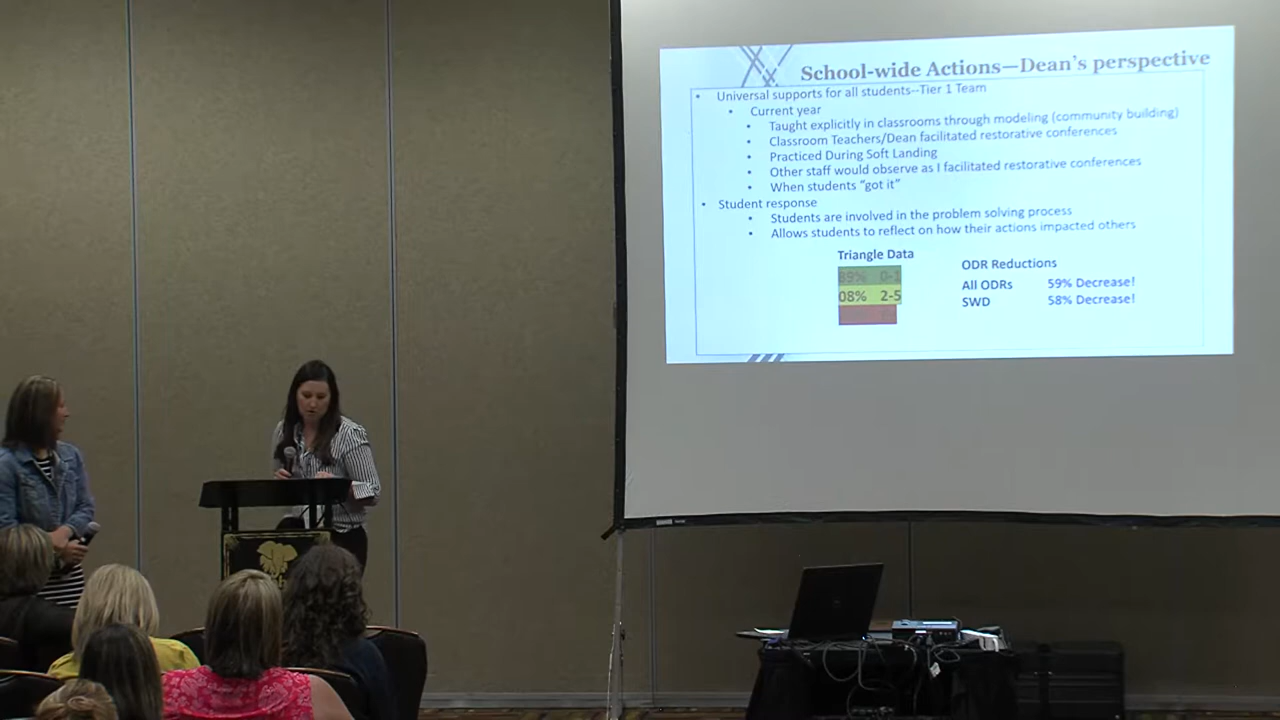 School-wide Actions—Dean's perspective
• Universal supports for all students--Tier 1 Team
• Current year
• Taught explicitly in classrooms through modeling (community building)
• Classroom Teachers/Dean facilitated restorative conferences
• Practiced During Soft Landing
• Other staff would observe as I facilitated restorative conferences
• When students “got it”
• Student response
• Students are involved in the problem solving process
• Allows students to reflect on how their actions impacted others
Triangle Data
89% 0-1
08% 2-5
ODR Reductions
All ODRs 59% Decrease!
SWD 58% Decrease!